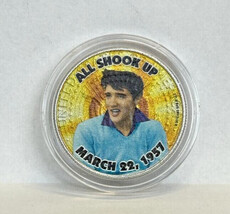 ALL SHOOK UP
MARCH 22, 1957